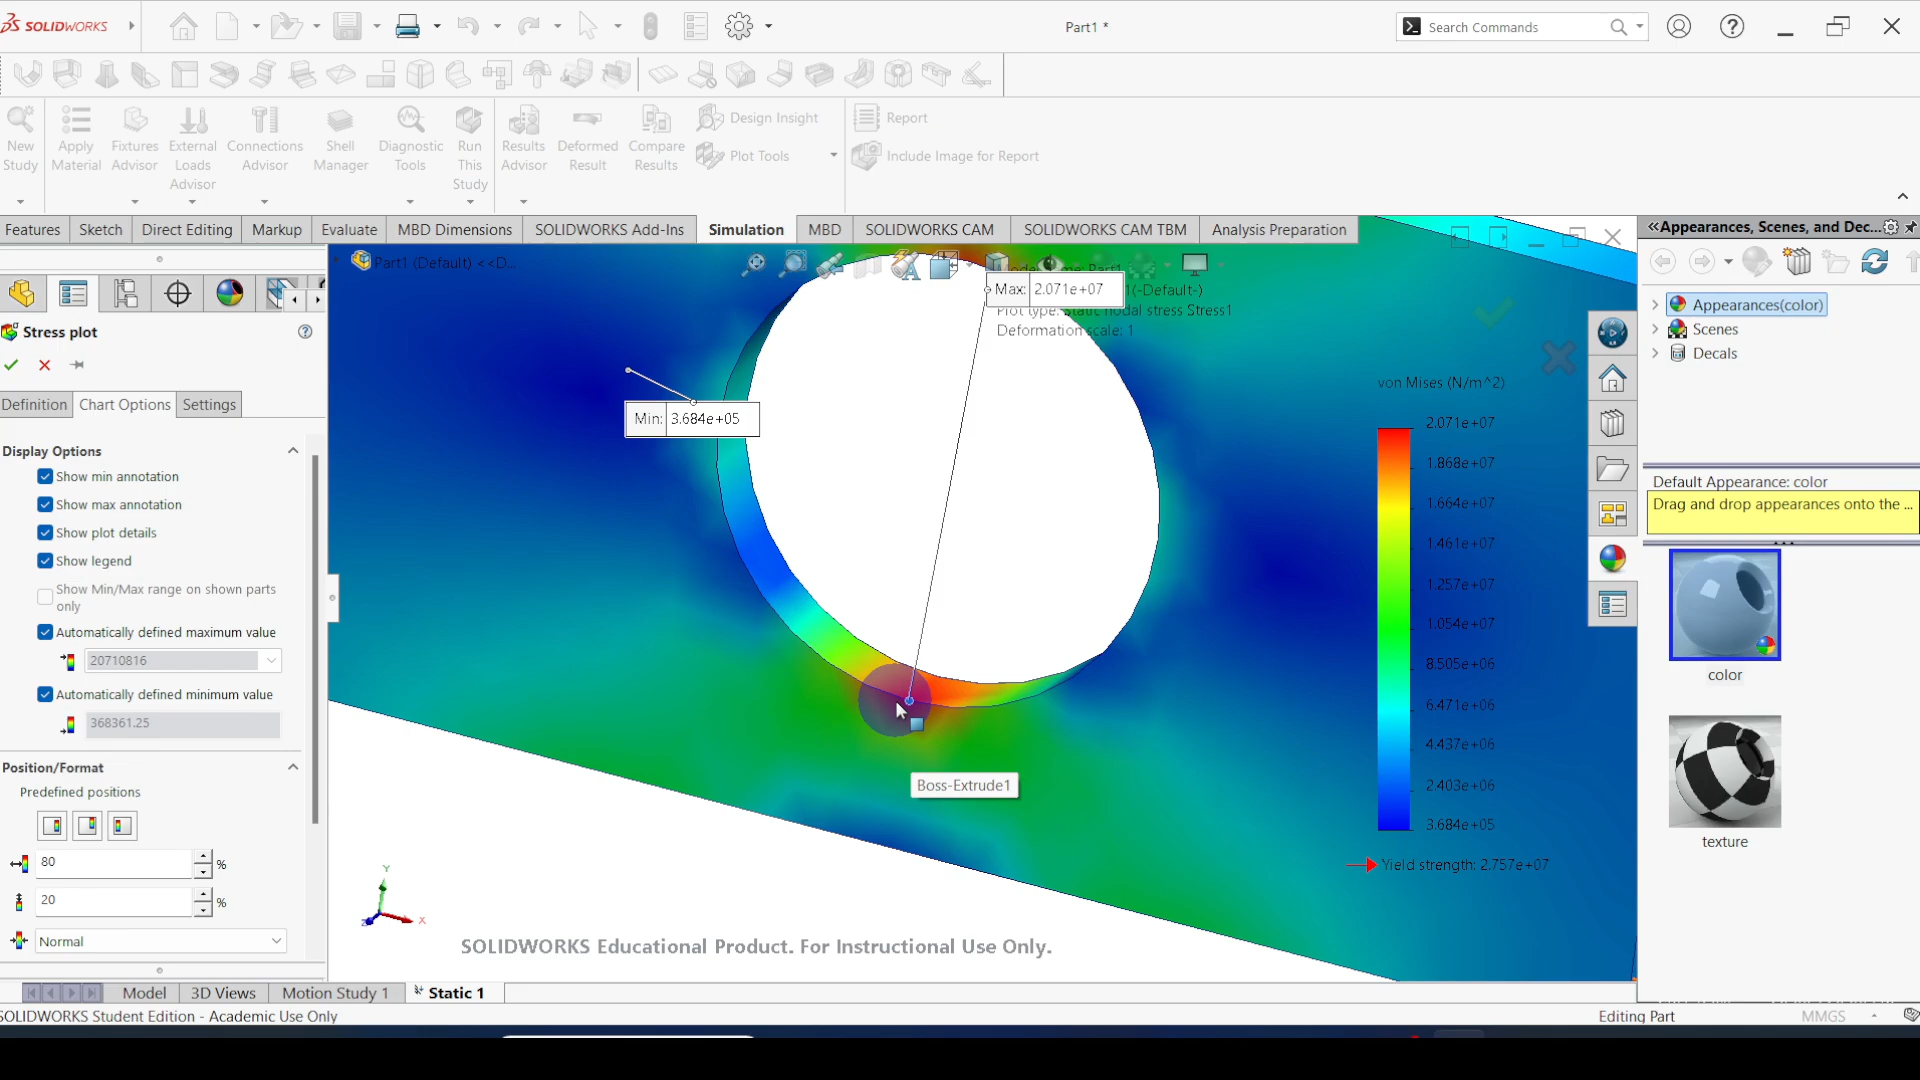 SOLIDWORKS
Part1 *
Search Commands
New Study
Apply Material
Fixtures Advisor
External Loads Advisor
Connections Advisor
Shell Manager
Diagnostic Tools
Run This Study
Results Advisor
Deformed Result
Compare Results
Design Insight
Plot Tools
Report
Include Image for Report
Features
Sketch
Direct Editing
Markup
Evaluate
MBD Dimensions
SOLIDWORKS Add-Ins
Simulation
MBD
SOLIDWORKS CAM
SOLIDWORKS CAM TBM
Analysis Preparation
Appearances, Scenes, and Dec...
Part1 (Default) <<D...
Stress plot
Definition
Chart Options
Settings
Display Options
Show min annotation
Show max annotation
Show plot details
Show legend
Show Min/Max range on shown parts
only
Automatically defined maximum value
20710816
Automatically defined minimum value
368361.25
Position/Format
Predefined positions
80 %
20 %
Normal
Max: 2.071e+07
1(-Default-)
Plot type: Static nodal stress Stress1
Deformation scale: 1
Min: 3.684e+05
von Mises (N/m^2)
2.071e+07
1.868e+07
1.664e+07
1.461e+07
1.257e+07
1.054e+07
8.505e+06
6.471e+06
4.437e+06
2.403e+06
3.684e+05
Yield strength: 2.757e+07
Boss-Extrude1
Y
X
Z
SOLIDWORKS Educational Product. For Instructional Use Only.
Appearances(color)
Scenes
Decals
Default Appearance: color
Drag and drop appearances onto the ...
color
texture
Model
3D Views
Motion Study 1
Static 1
SOLIDWORKS Student Edition - Academic Use Only
Editing Part
MMGS